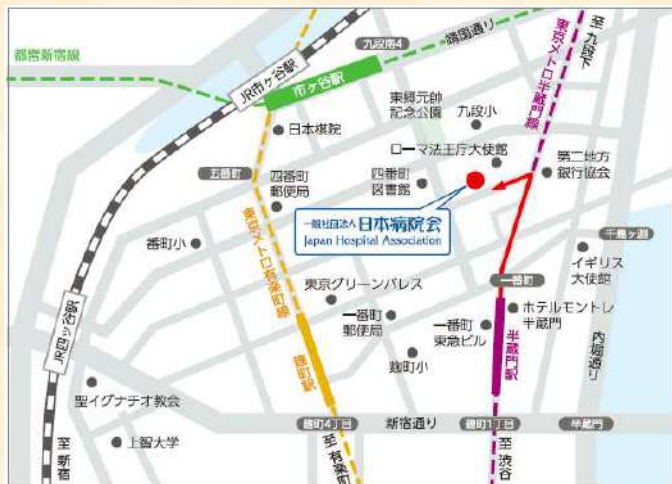 都営新宿線
JR市ヶ谷駅
市ヶ谷駅
九段南4
靖国通り
至 九段下
東京メトロ半蔵門線
東郷元帥
記念公園
九段小
日本棋院
ローマ法王庁大使館
第二地方
銀行協会
五番町
四番町
郵便局
四番町
図書館
一般社団法人 日本病院会
Japan Hospital Association
番町小
東京メトロ有楽町線
千鳥ヶ淵
イギリス
大使館
一番町
東京グリーンパレス
ホテルモントレ
半蔵門
一番町
郵便局
一番町
東急ビル
半蔵門駅
内堀通り
JR四ッ谷駅
麹町駅
麹町小
聖イグナチオ教会
麹町4丁目
新宿通り
麹町1丁目
半蔵門
上智大学
至 新宿
至 有楽町
至 渋谷